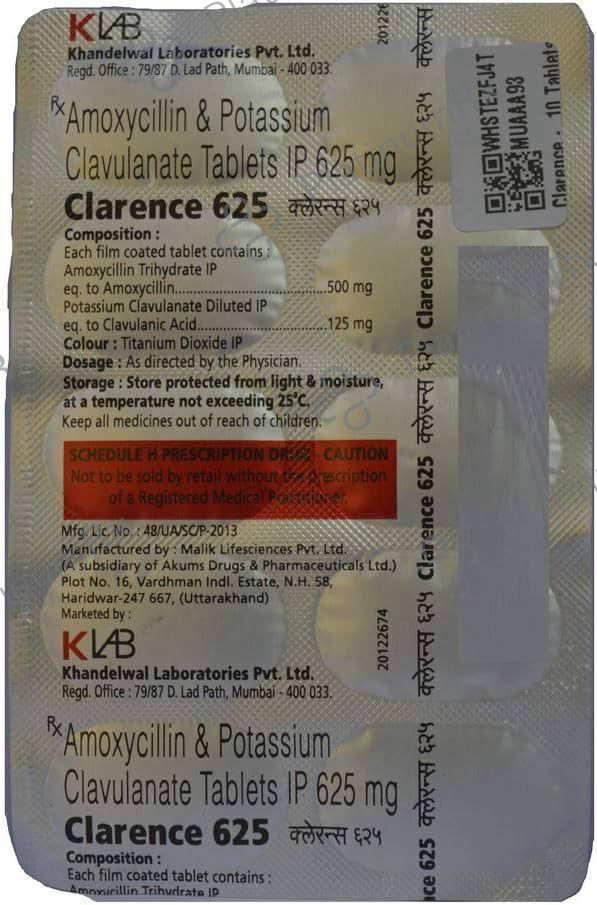 KLAB
Khandelwal Laboratories Pvt. Ltd.
Regd. Office : 79/87 D. Lad Path, Mumbai - 400 033.
Rx Amoxycillin & Potassium
Clavulanate Tablets IP 625 mg
Clarence 625 क्लेरन्स ६२५
Composition :
Each film coated tablet contains :
Amoxycillin Trihydrate IP
eq. to Amoxycillin......................................500 mg
Potassium Clavulanate Diluted IP
eq. to Clavulanic Acid................................125 mg
Colour : Titanium Dioxide IP
Dosage : As directed by the Physician.
Storage : Store protected from light & moisture,
at a temperature not exceeding 25°C.
Keep all medicines out of reach of children.
SCHEDULE H PRESCRIPTION DRUG - CAUTION
Not to be sold by retail without the prescription
of a Registered Medical Practitioner.
Mfg. Lic. No. : 48/UA/SC/P-2013
Manufactured by : Malik Lifesciences Pvt. Ltd.
(A subsidiary of Akums Drugs & Pharmaceuticals Ltd.)
Plot No. 16, Vardhman Indl. Estate, N.H. 58,
Haridwar-247 667, (Uttarakhand)
Marketed by :
KLAB
Khandelwal Laboratories Pvt. Ltd.
Regd. Office : 79/87 D. Lad Path, Mumbai - 400 033.
Rx Amoxycillin & Potassium
Clavulanate Tablets IP 625 mg
Clarence 625 क्लेरन्स ६२५
Composition :
Each film coated tablet contains :
Amoxycillin Trihydrate IP
201226
20122674
ce 625 क्लेरन्स ६२५ क्लेरन्स ६२५ Clarence 625 क्लेरन्स ६२५ Clarence 625 क्लेरन्स ६२५ क्लेरन्स
WHSTEZFJ4T
MUAAA93
Clarence - 10 Tablets